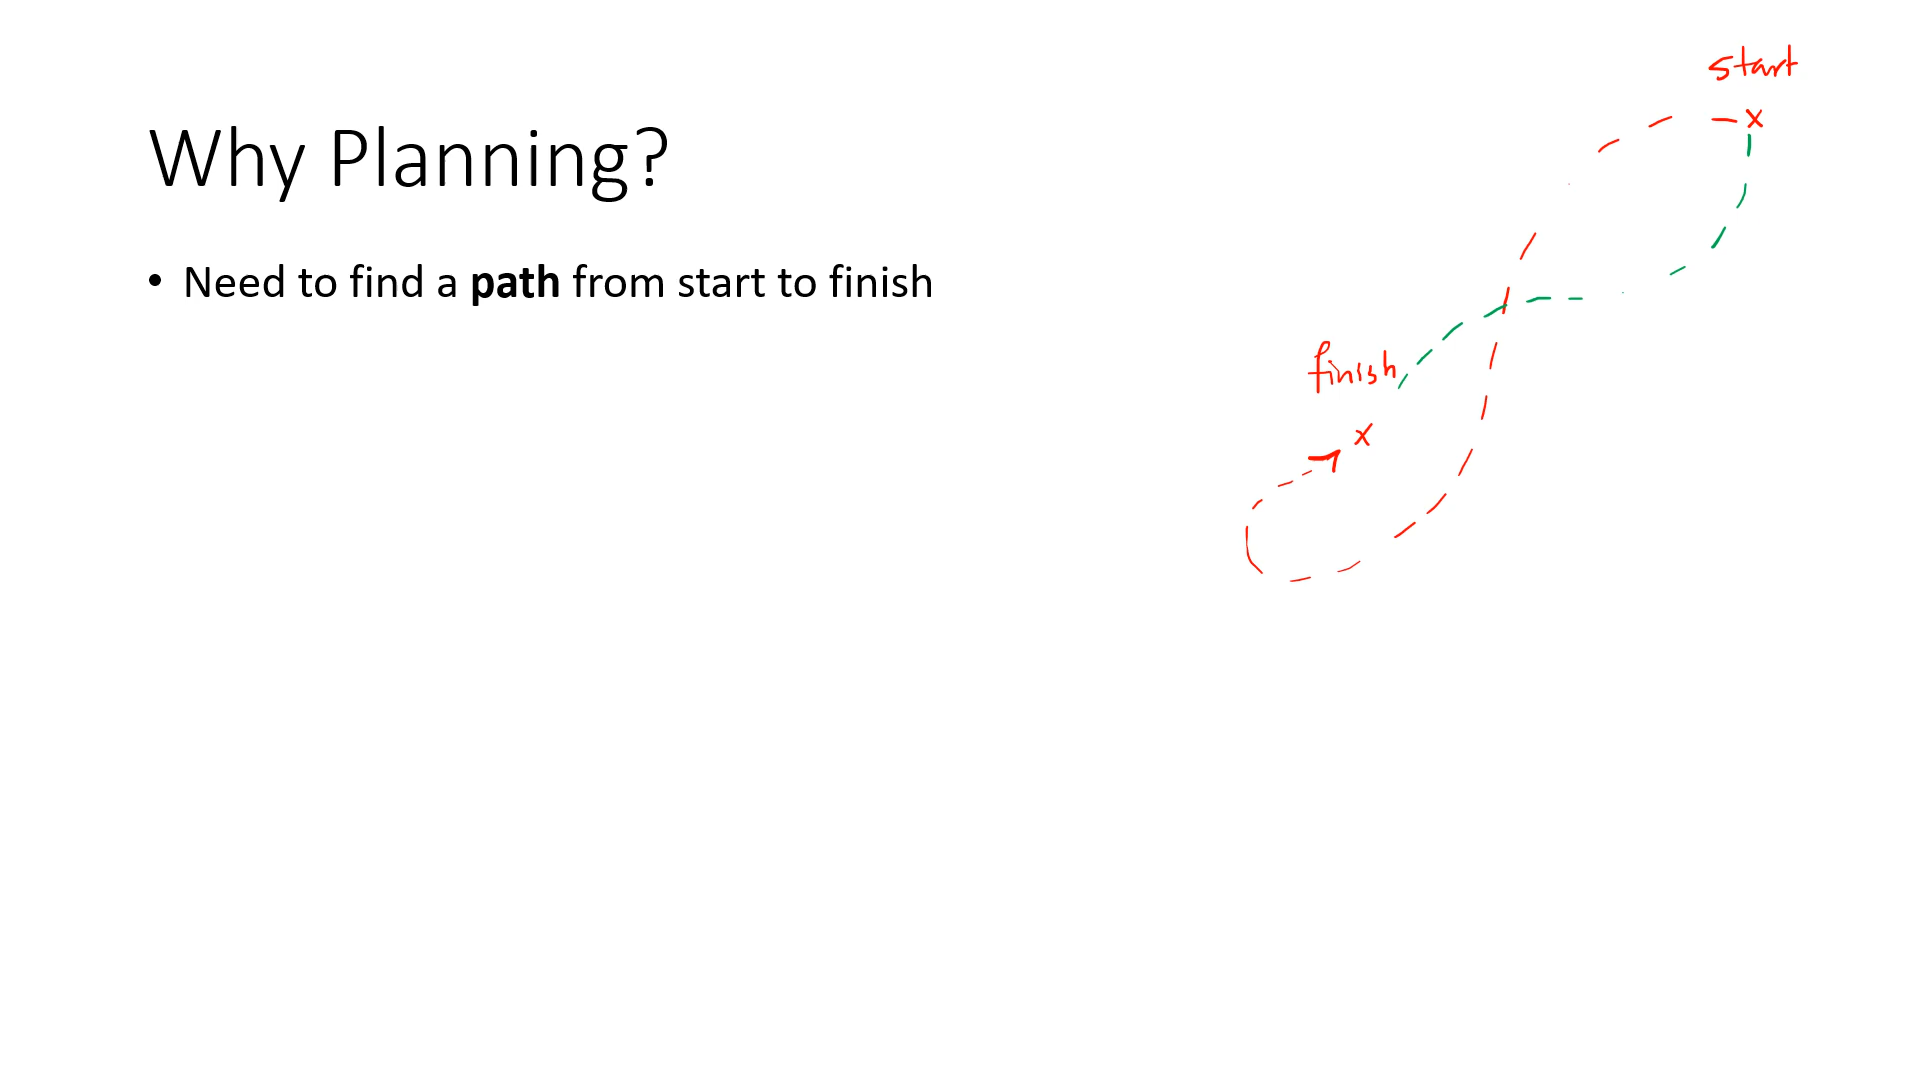 Why Planning?
• Need to find a path from start to finish
start
x
finish
x